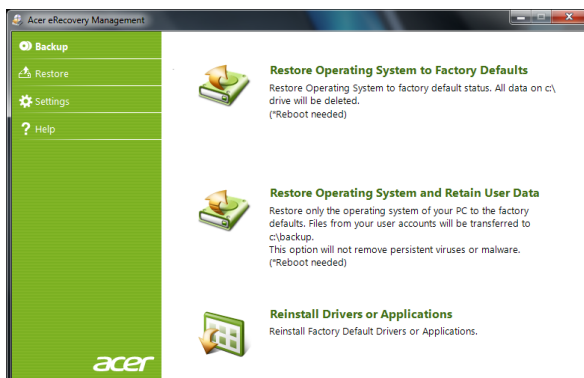 Acer eRecovery Management
Backup
Restore
Settings
Help
Restore Operating System to Factory Defaults
Restore Operating System to factory default status. All data on c:\
drive will be deleted.
(*Reboot needed)
Restore Operating System and Retain User Data
Restore only the operating system of your PC to the factory
defaults. Files from your user accounts will be transferred to
c:\backup.
This option will not remove persistent viruses or malware.
(*Reboot needed)
Reinstall Drivers or Applications
Reinstall Factory Default Drivers or Applications.
acer